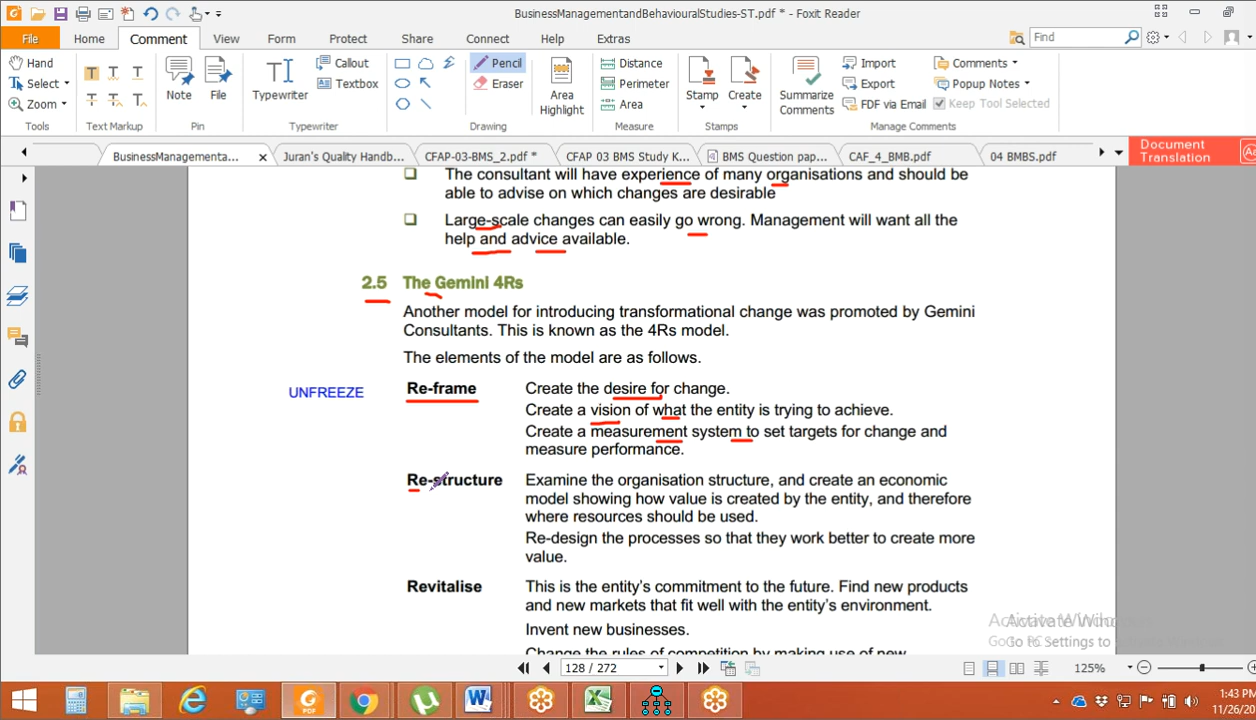 BusinessManagementandBehaviouralStudies-ST.pdf * - Foxit Reader
File Home Comment View Form Protect Share Connect Help Extras Find
Hand Select Zoom Tools
Text Markup
Note File Pin
Typewriter Callout Textbox Typewriter
Pencil Eraser Drawing
Area Highlight
Distance Perimeter Area Measure
Stamp Create Stamps
Summarize Comments Import Export FDF via Email Comments Popup Notes Keep Tool Selected Manage Comments
BusinessManagementa... Juran's Quality Handb... CFAP-03-BMS_2.pdf * CFAP 03 BMS Study K... BMS Question pap... CAF_4_BMB.pdf 04 BMBS.pdf
Document Translation
The consultant will have experience of many organisations and should be
able to advise on which changes are desirable
Large-scale changes can easily go wrong. Management will want all the
help and advice available.
2.5 The Gemini 4Rs
Another model for introducing transformational change was promoted by Gemini
Consultants. This is known as the 4Rs model.
The elements of the model are as follows.
UNFREEZE Re-frame Create the desire for change.
Create a vision of what the entity is trying to achieve.
Create a measurement system to set targets for change and
measure performance.
Re-structure Examine the organisation structure, and create an economic
model showing how value is created by the entity, and therefore
where resources should be used.
Re-design the processes so that they work better to create more
value.
Revitalise This is the entity's commitment to the future. Find new products
and new markets that fit well with the entity's environment.
Invent new businesses.
Change the rules of competition by making use of new
128 / 272
125%
1:43 PM